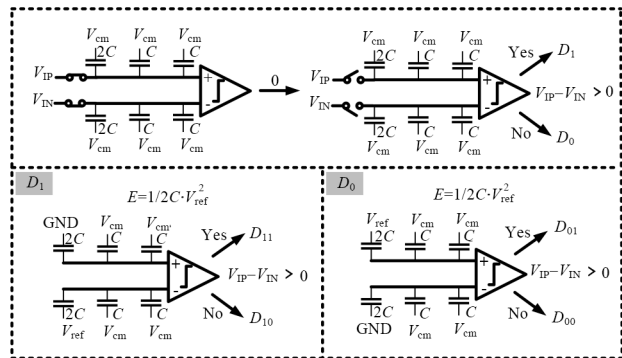 V_cm V_cm V_cm
2C C C
V_IP
V_IN
+
-
0
2C C C
V_cm V_cm V_cm
V_cm V_cm V_cm
2C C C
V_IP
V_IN
+
-
Yes D_1
V_IP−V_IN > 0
No D_0
2C C C
V_cm V_cm V_cm
D_1
E=1/2C·V_ref^2
GND V_cm V_cm
2C C C
+
-
Yes D_11
V_IP−V_IN > 0
No D_10
2C C C
V_ref V_cm V_cm
D_0
E=1/2C·V_ref^2
V_ref V_cm V_cm
2C C C
+
-
Yes D_01
V_IP−V_IN > 0
No D_00
2C C C
GND V_cm V_cm